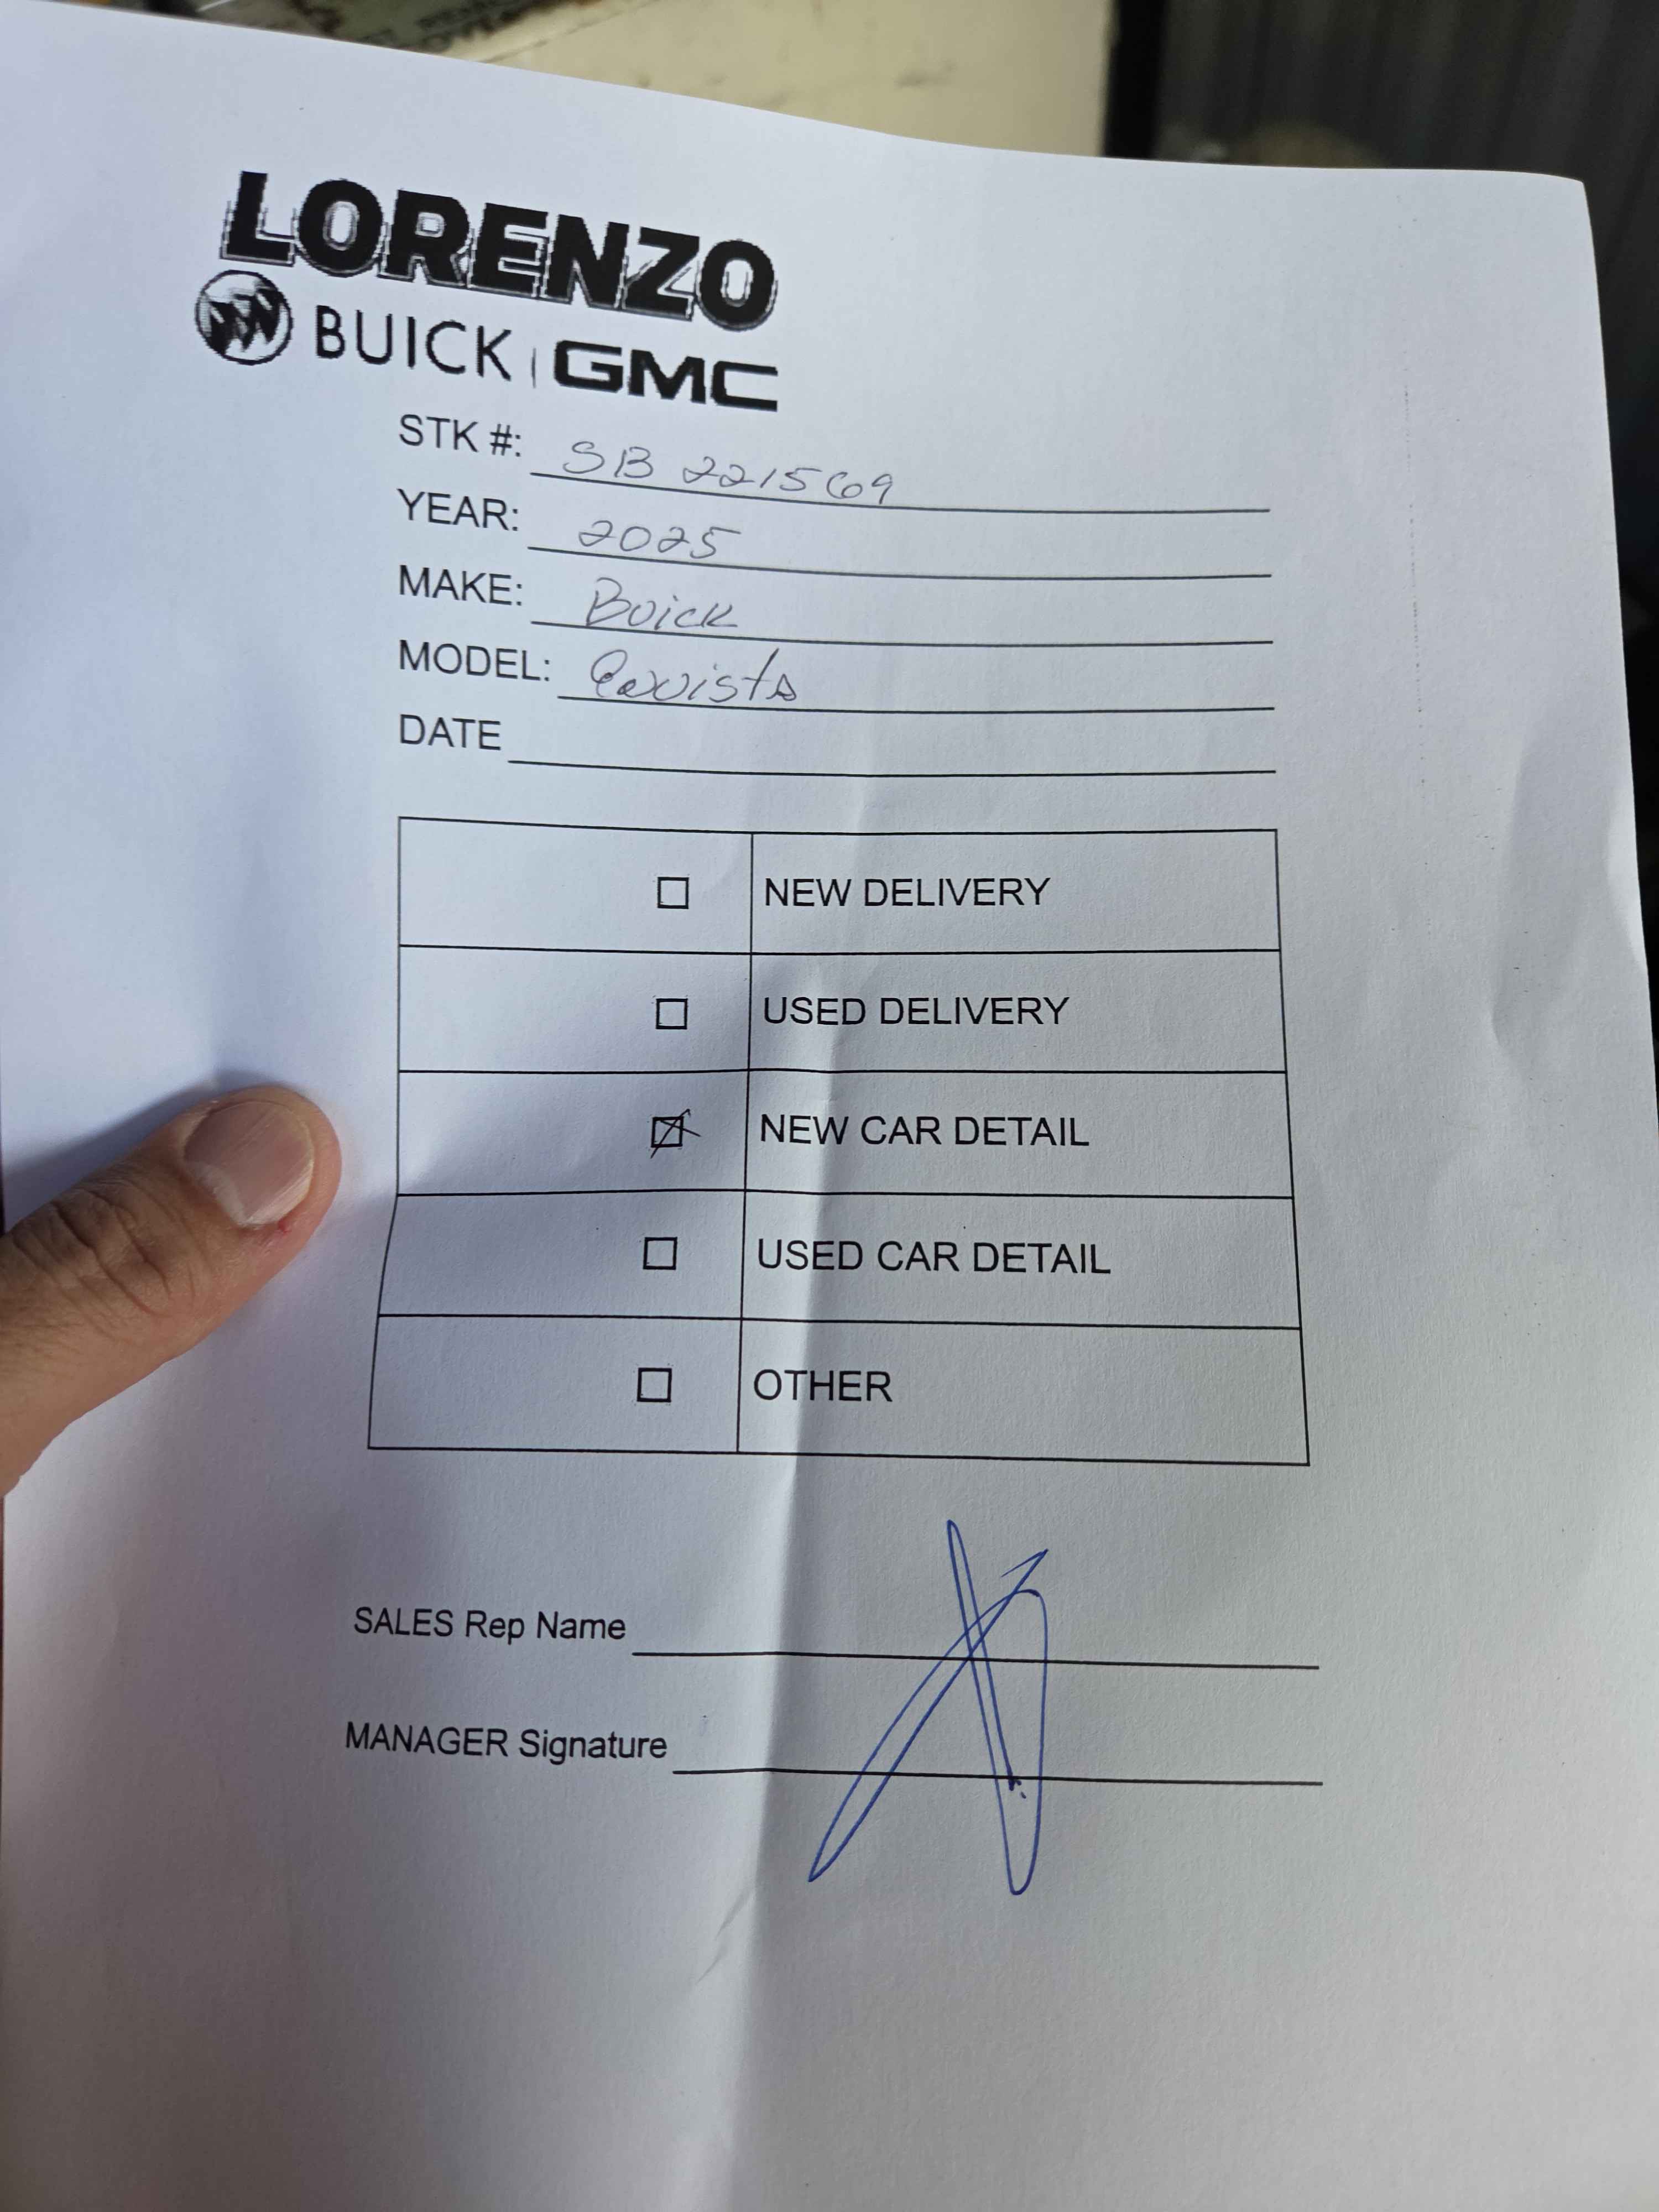 LORENZO
BUICK | GMC
STK #: SB 221569
YEAR: 2025
MAKE: Buick
MODEL: Envista
DATE
NEW DELIVERY
USED DELIVERY
NEW CAR DETAIL
USED CAR DETAIL
OTHER
SALES Rep Name
MANAGER Signature